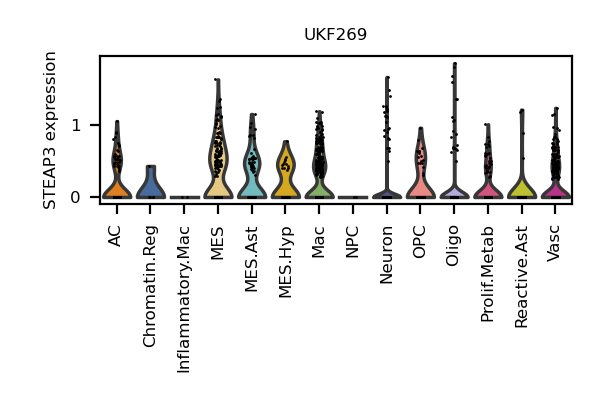 UKF269
STEAP3 expression
1
0
AC
Chromatin.Reg
Inflammatory.Mac
MES
MES.Ast
MES.Hyp
Mac
NPC
Neuron
OPC
Oligo
Prolif.Metab
Reactive.Ast
Vasc